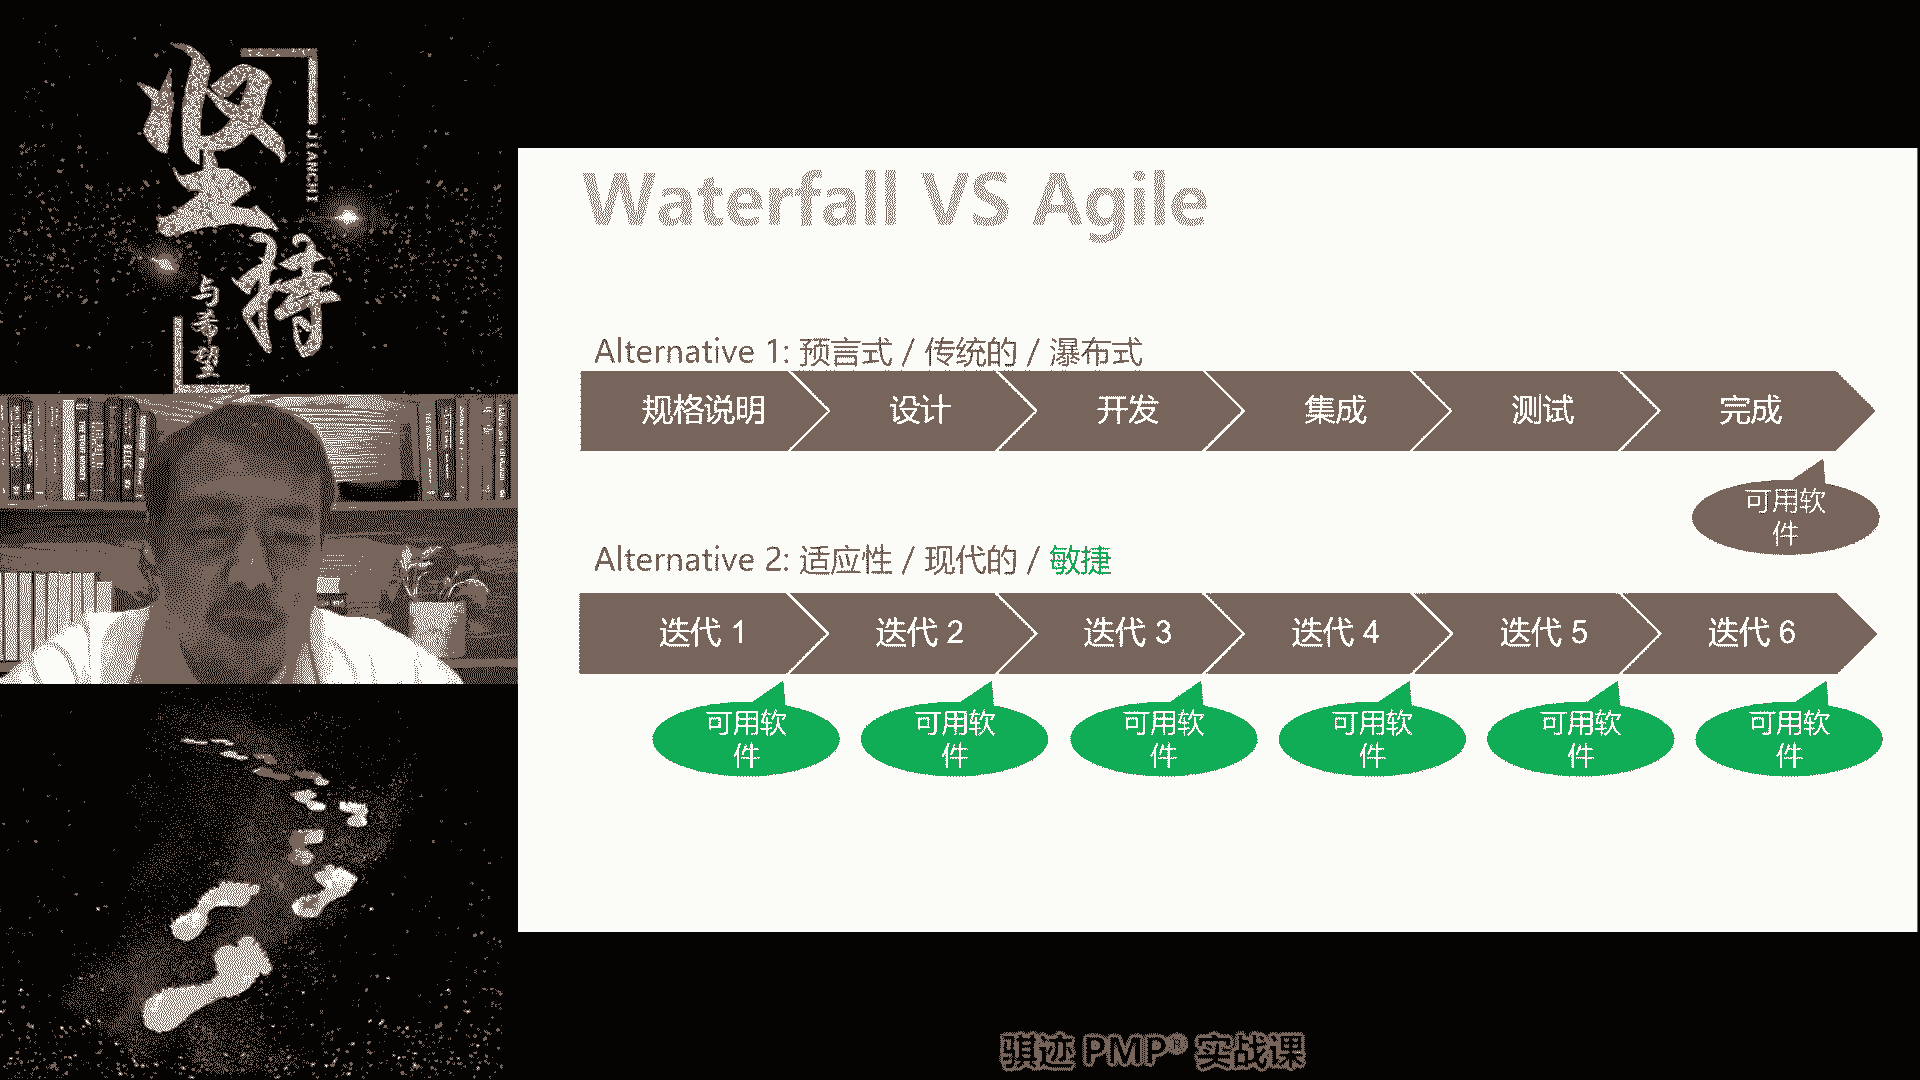 坚持
JIANCHI
与希望
Waterfall VS Agile
Alternative 1: 预言式 / 传统的 / 瀑布式
规格说明 设计 开发 集成 测试 完成
可用软
件
Alternative 2: 适应性 / 现代的 / 敏捷
迭代 1 迭代 2 迭代 3 迭代 4 迭代 5 迭代 6
可用软 可用软 可用软 可用软 可用软 可用软
件 件 件 件 件 件
骐迹 PMP® 实战课